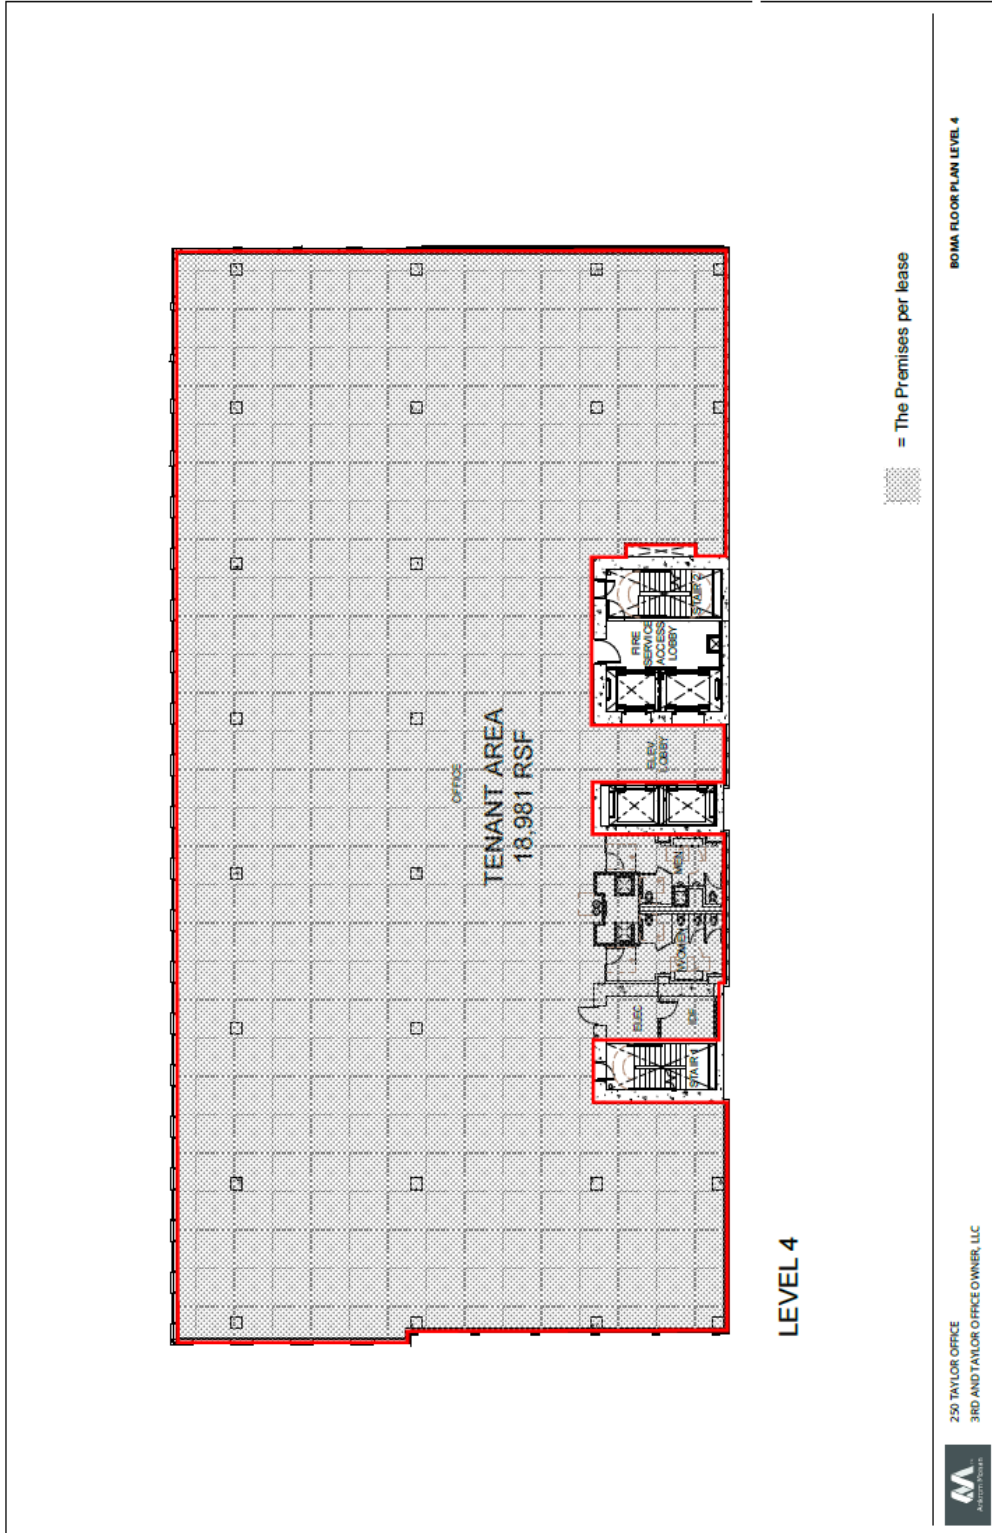 OFFICE
TENANT AREA
18,981 RSF
STAIR 1
ELEC
IDF
WOMEN
MEN
ELEV
LOBBY
FIRE
SERVICE
ACCESS
LOBBY
STAIR 2
LEVEL 4
= The Premises per lease
Ankrom Moisan
250 TAYLOR OFFICE
3RD AND TAYLOR OFFICE OWNER, LLC
BOMA FLOOR PLAN LEVEL 4